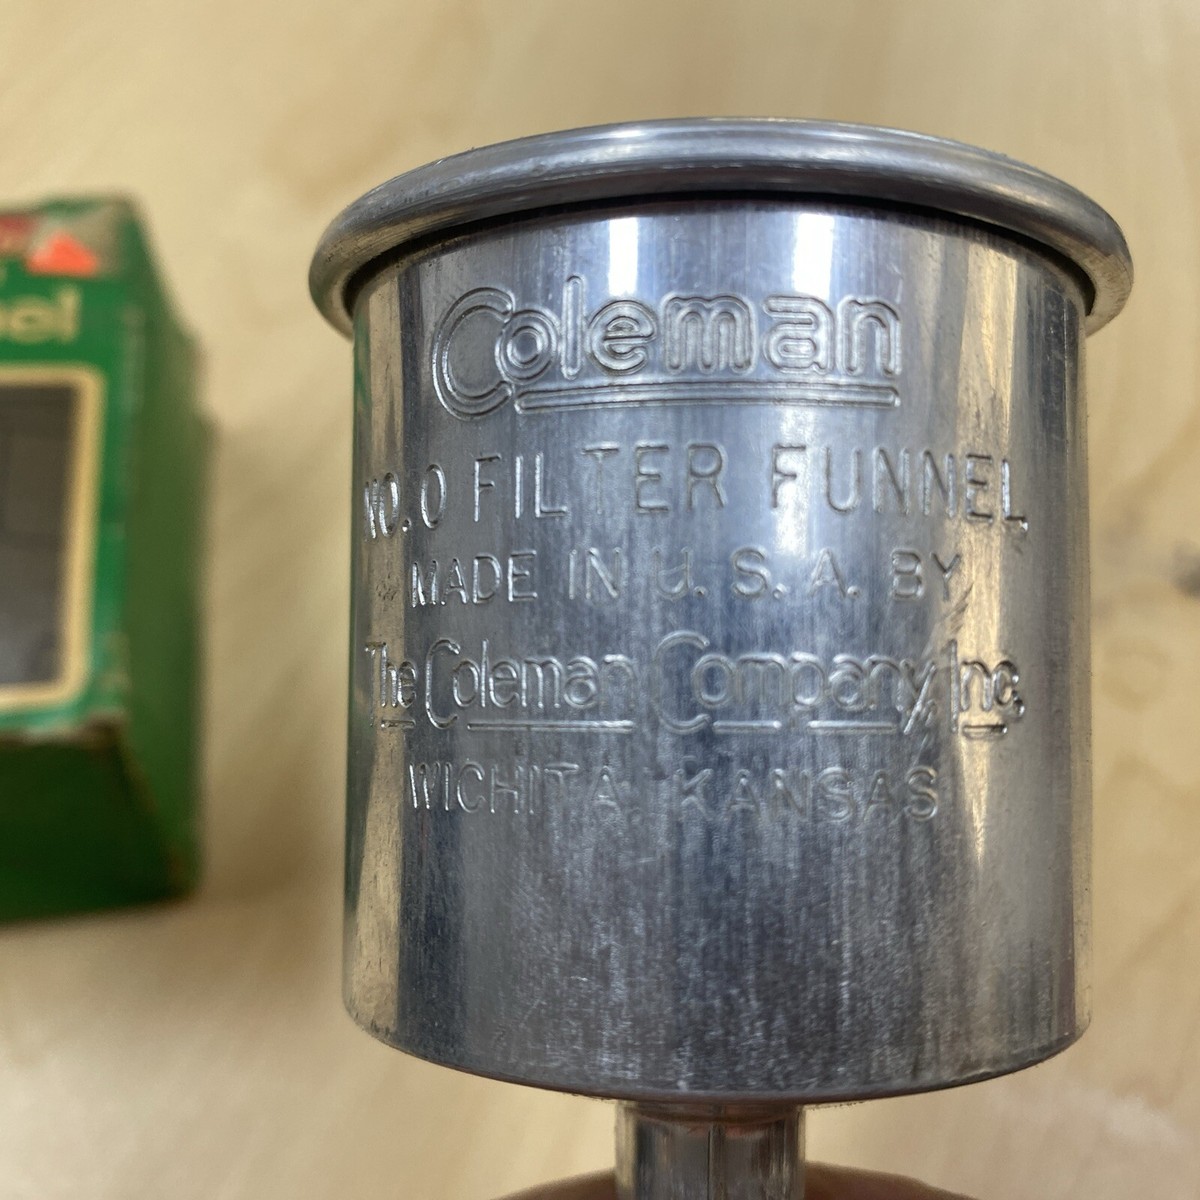 Coleman
NO. 0 FILTER FUNNEL
MADE IN U. S. A. BY
The Coleman Company, Inc.
WICHITA, KANSAS